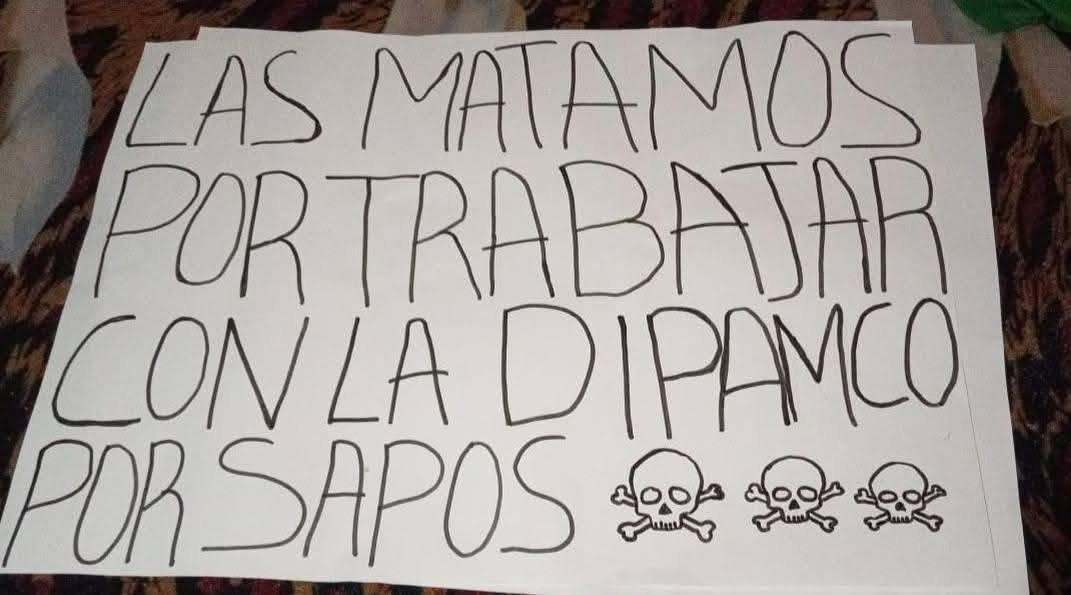 LAS MATAMOS
POR TRABAJAR
CON LA DIPAMCO
POR SAPOS